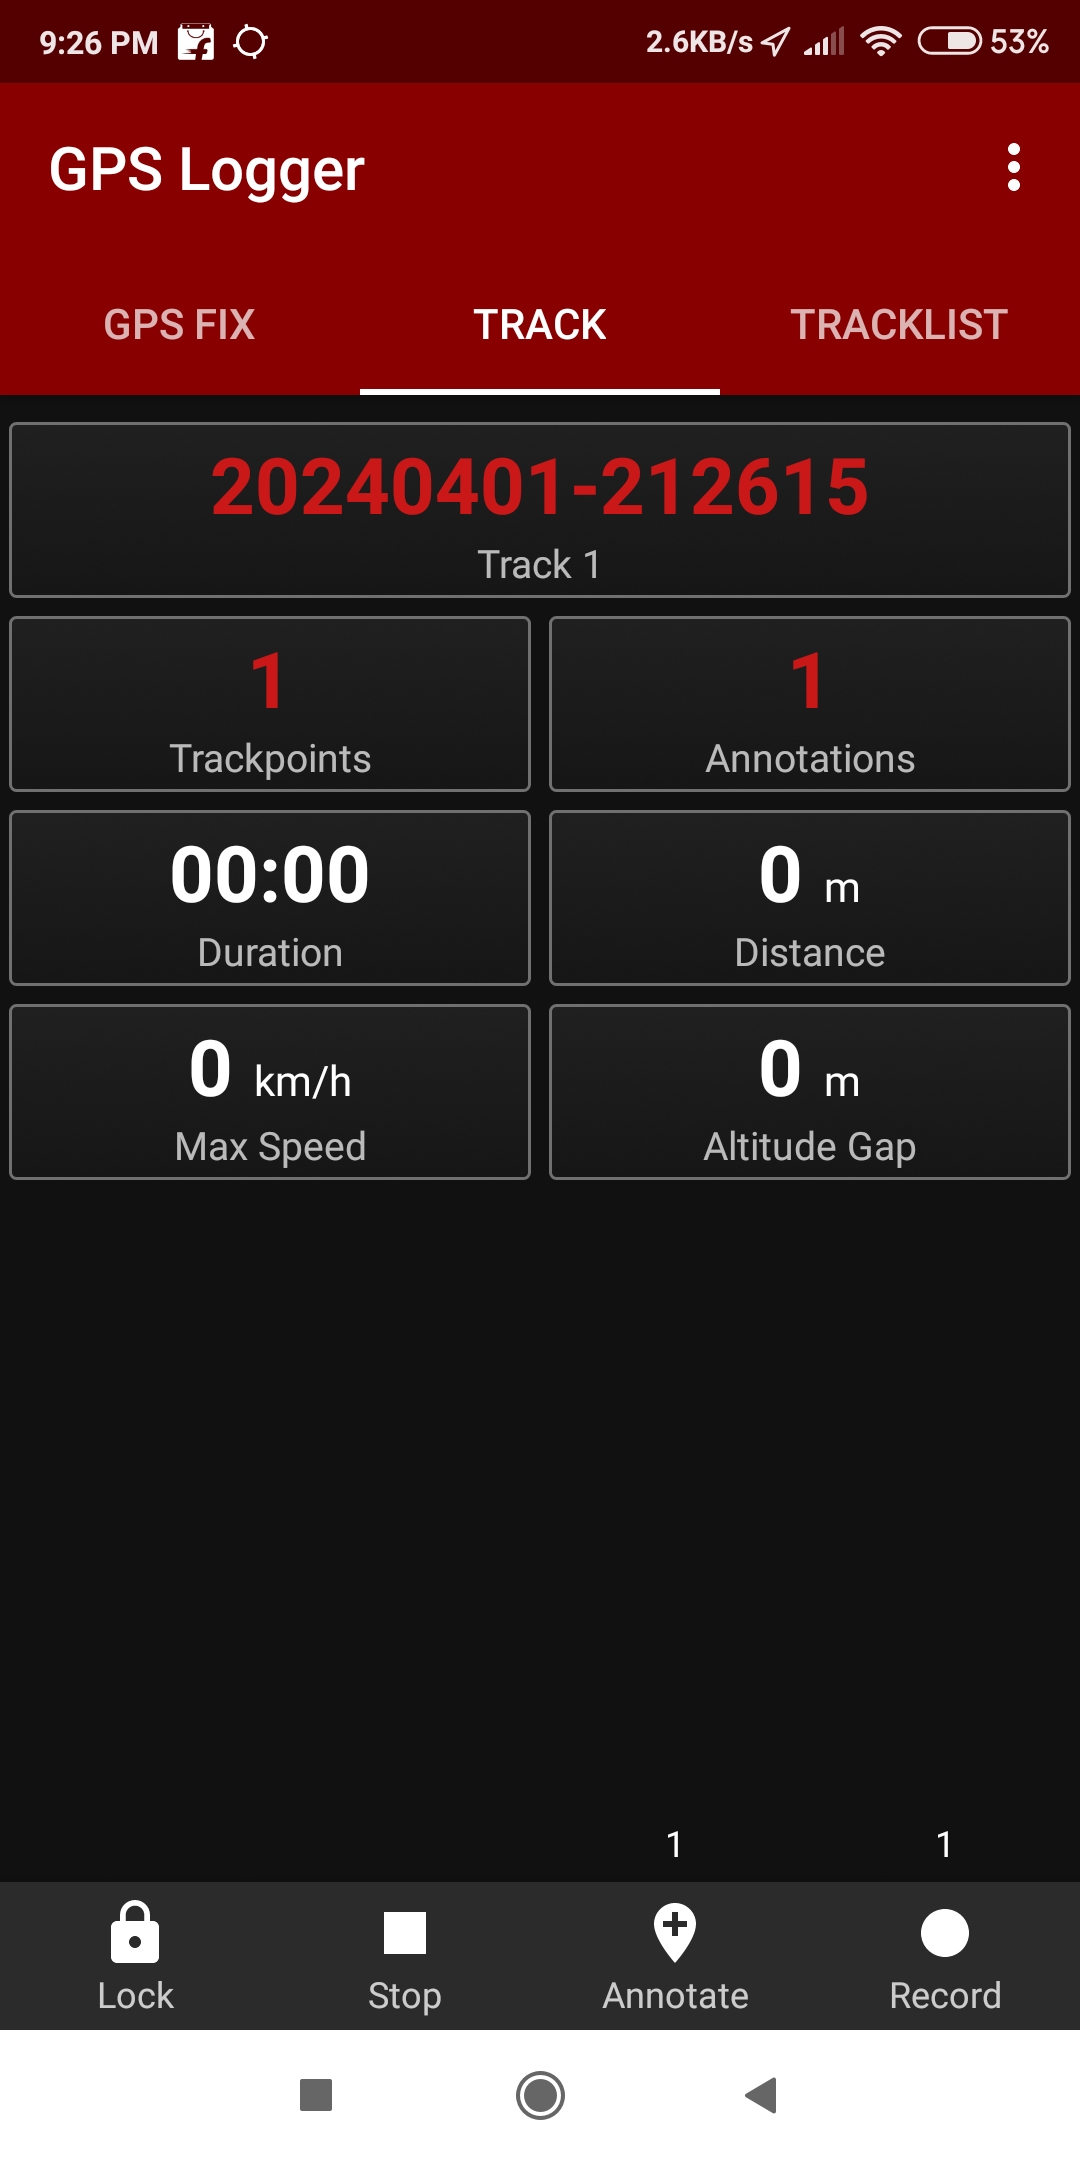 9:26 PM 2.6KB/s 53%
GPS Logger
GPS FIX TRACK TRACKLIST
20240401-212615
Track 1
1 1
Trackpoints Annotations
00:00 0 m
Duration Distance
0 km/h 0 m
Max Speed Altitude Gap
1 1
Lock Stop Annotate Record